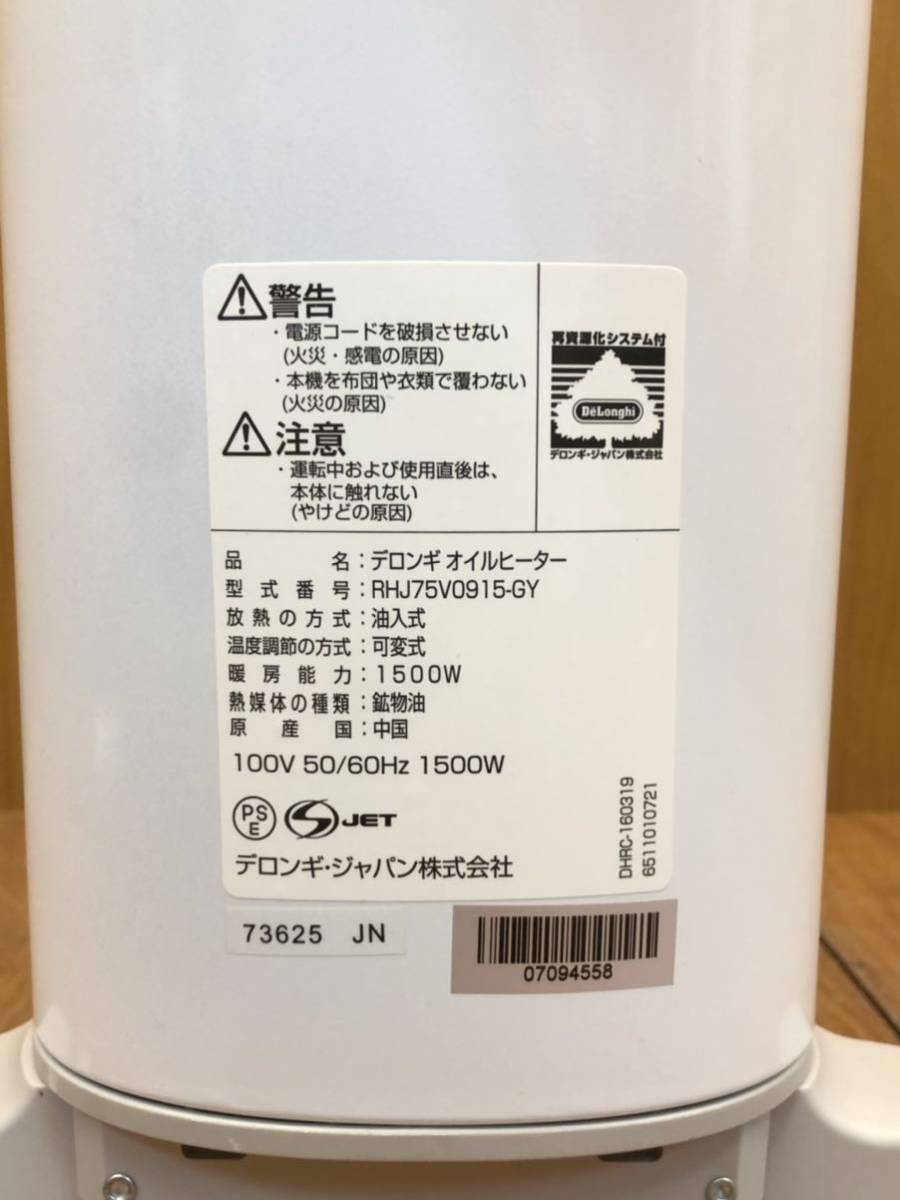 警告
・電源コードを破損させない
(火災・感電の原因)
・本機を布団や衣類で覆わない
(火災の原因)
注意
・運転中および使用直後は、
本体に触れない
(やけどの原因)
再資源化システム付
DeLonghi
デロンギ・ジャパン株式会社
品名：デロンギ オイルヒーター
型式番号：RHJ75V0915-GY
放熱の方式：油入式
温度調節の方式：可変式
暖房能力：1500W
熱媒体の種類：鉱物油
原産国：中国
100V 50/60Hz 1500W
PS
E
JET
デロンギ・ジャパン株式会社
DHRC-160319
6511010721
73625 JN
07094558